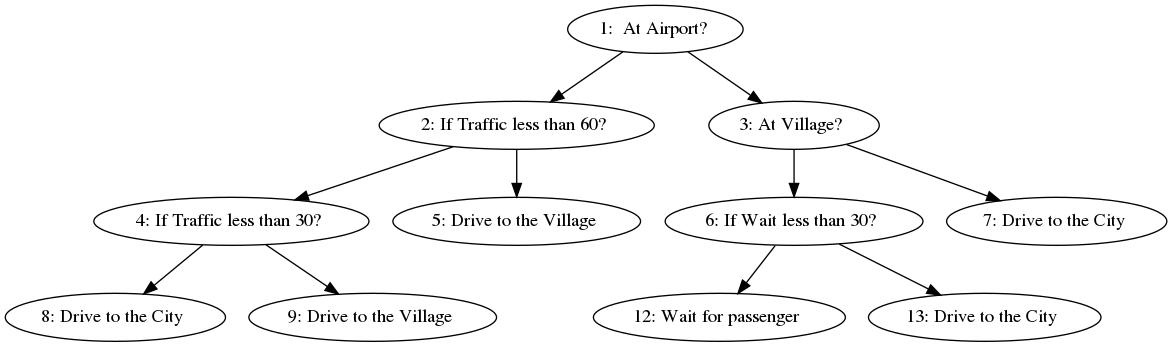 1:  At Airport?
2: If Traffic less than 60?
3: At Village?
4: If Traffic less than 30?
5: Drive to the Village
6: If Wait less than 30?
7: Drive to the City
8: Drive to the City
9: Drive to the Village
12: Wait for passenger
13: Drive to the City